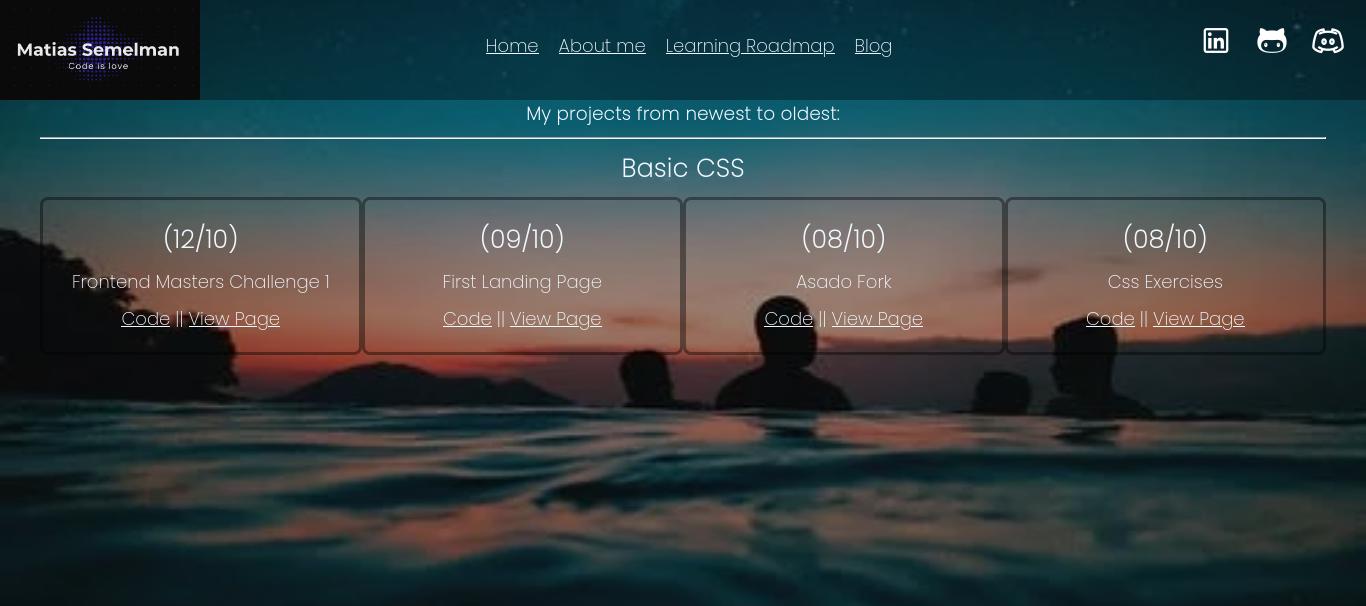 Matias Semelman
Code is love
Home About me Learning Roadmap Blog
in
My projects from newest to oldest:
Basic CSS
(12/10)
Frontend Masters Challenge 1
Code || View Page
(09/10)
First Landing Page
Code || View Page
(08/10)
Asado Fork
Code || View Page
(08/10)
Css Exercises
Code || View Page